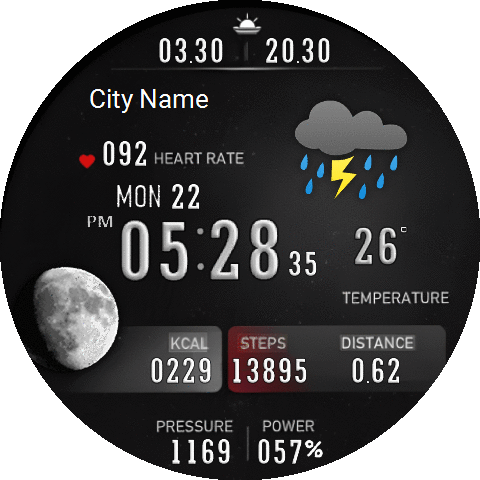 03.30 20.30
City Name
092 HEART RATE
MON 22
PM 05:28 35
26°
TEMPERATURE
KCAL STEPS DISTANCE
0229 13895 0.62
PRESSURE POWER
1169 057%